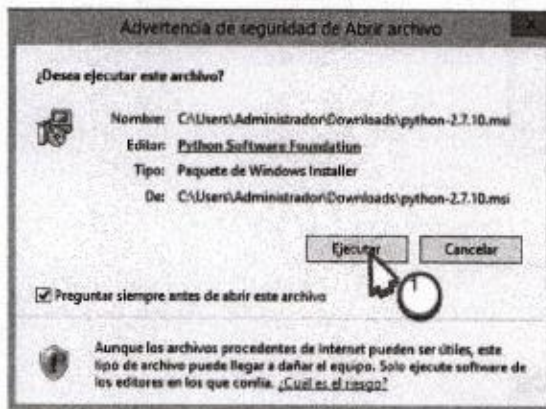 Advertencia de seguridad de Abrir archivo
X
¿Desea ejecutar este archivo?
Nombre: C:\Users\Administrador\Downloads\python-2.7.10.msi
Editor: Python Software Foundation
Tipo: Paquete de Windows Installer
De: C:\Users\Administrador\Downloads\python-2.7.10.msi
Ejecutar Cancelar
Preguntar siempre antes de abrir este archivo
Aunque los archivos procedentes de Internet pueden ser útiles, este
tipo de archivo puede llegar a dañar el equipo. Solo ejecute software de
los editores en los que confía. ¿Cuál es el riesgo?